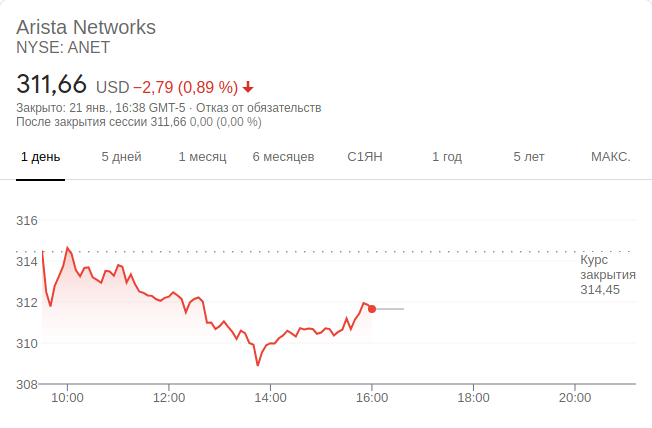 Arista Networks
NYSE: ANET
311,66 USD −2,79 (0,89 %)
Закрыто: 21 янв., 16:38 GMT-5 · Отказ от обязательств
После закрытия сессии 311,66 0,00 (0,00 %)
1 день 5 дней 1 месяц 6 месяцев С1ЯН 1 год 5 лет МАКС.
316
314
312
310
308
Курс
закрытия
314,45
10:00 12:00 14:00 16:00 18:00 20:00